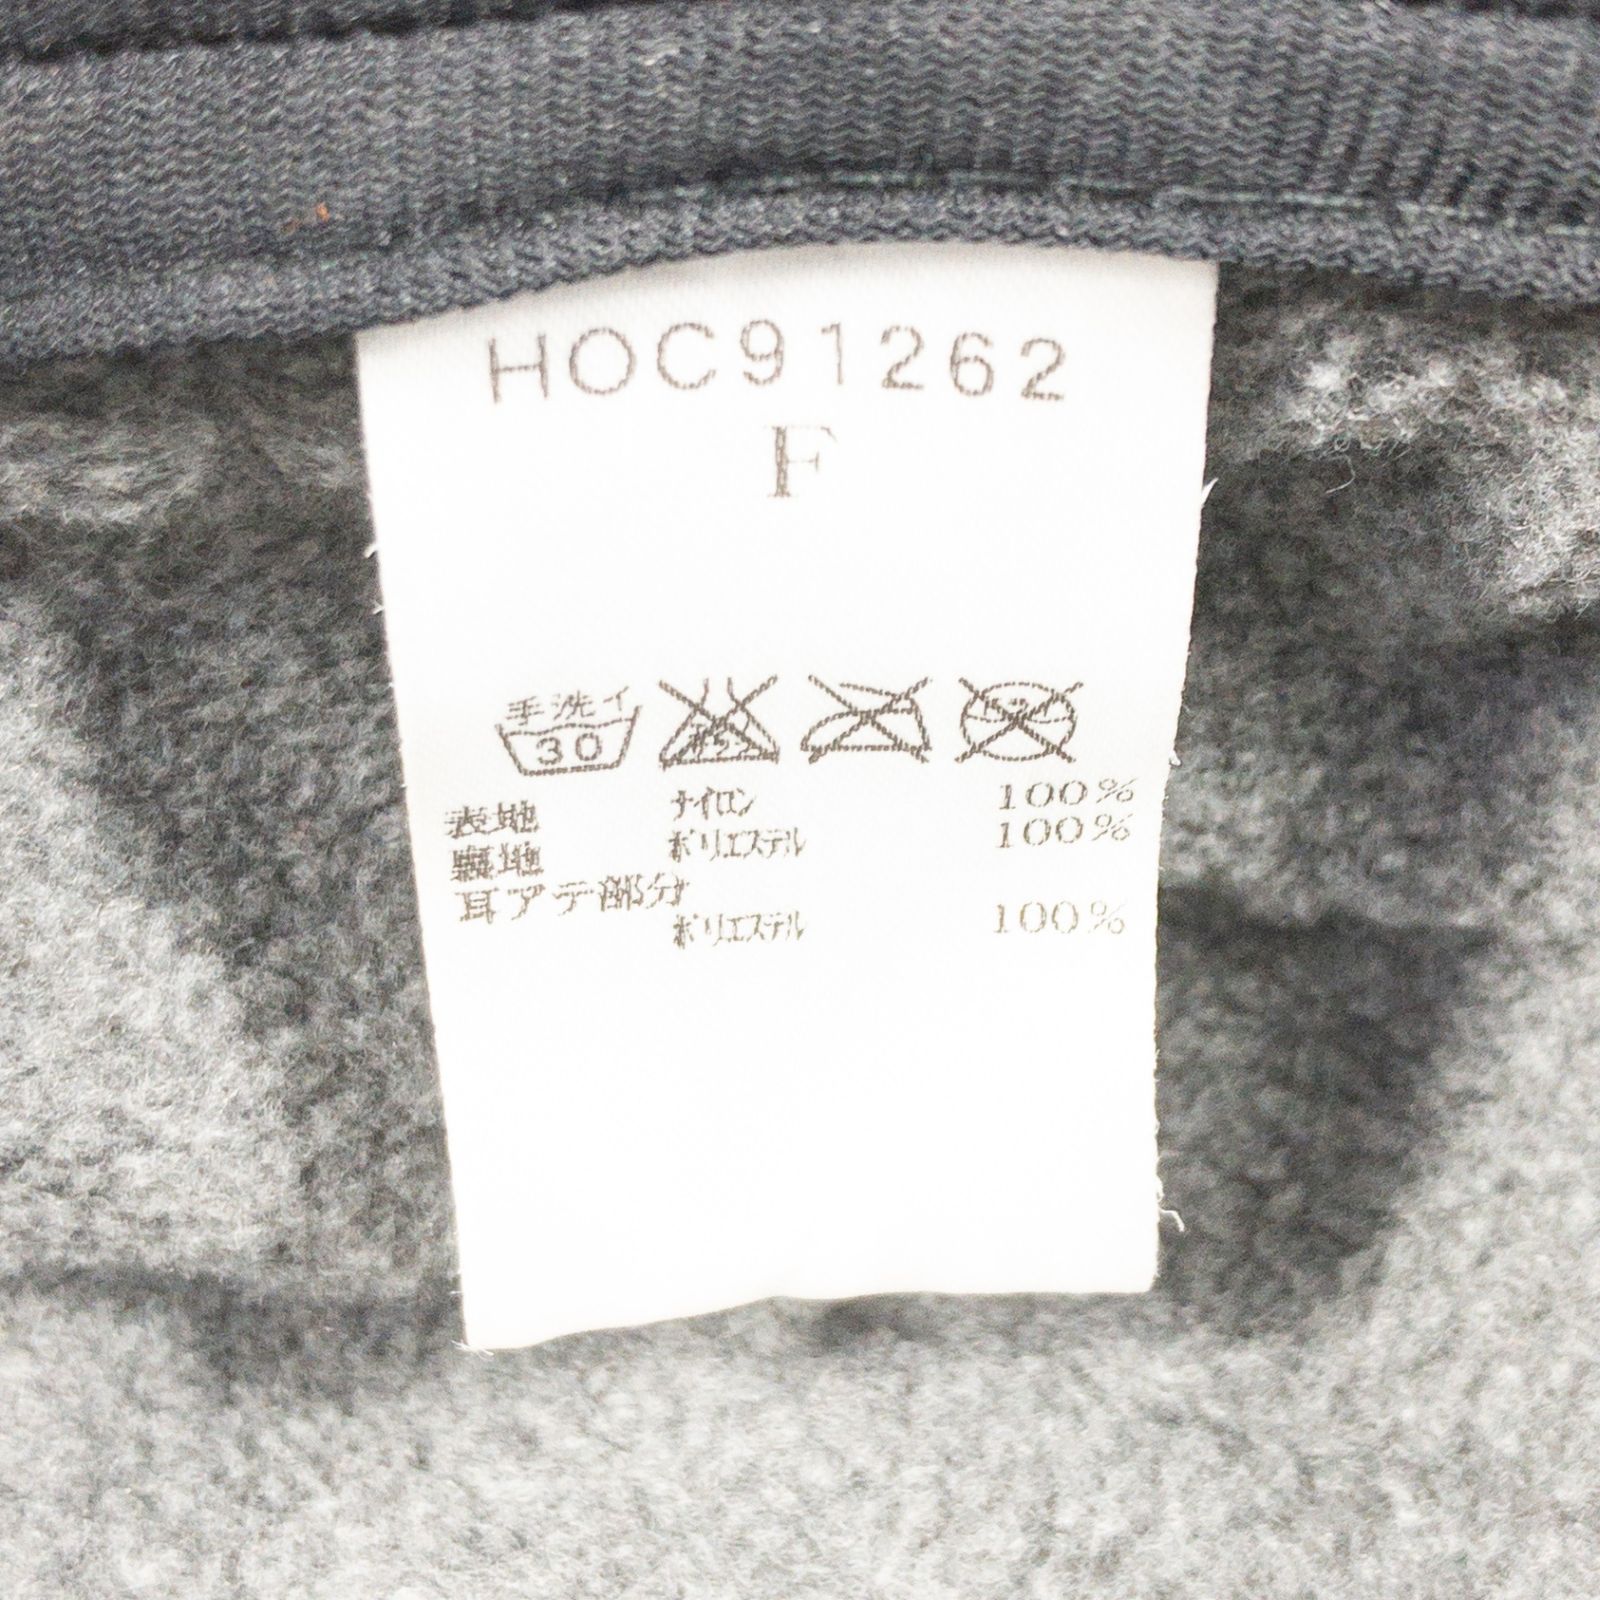 HOC91262
F
手洗イ
30
表地 ナイロン 100%
裏地 ポリエステル 100%
耳アテ部分
ポリエステル 100%